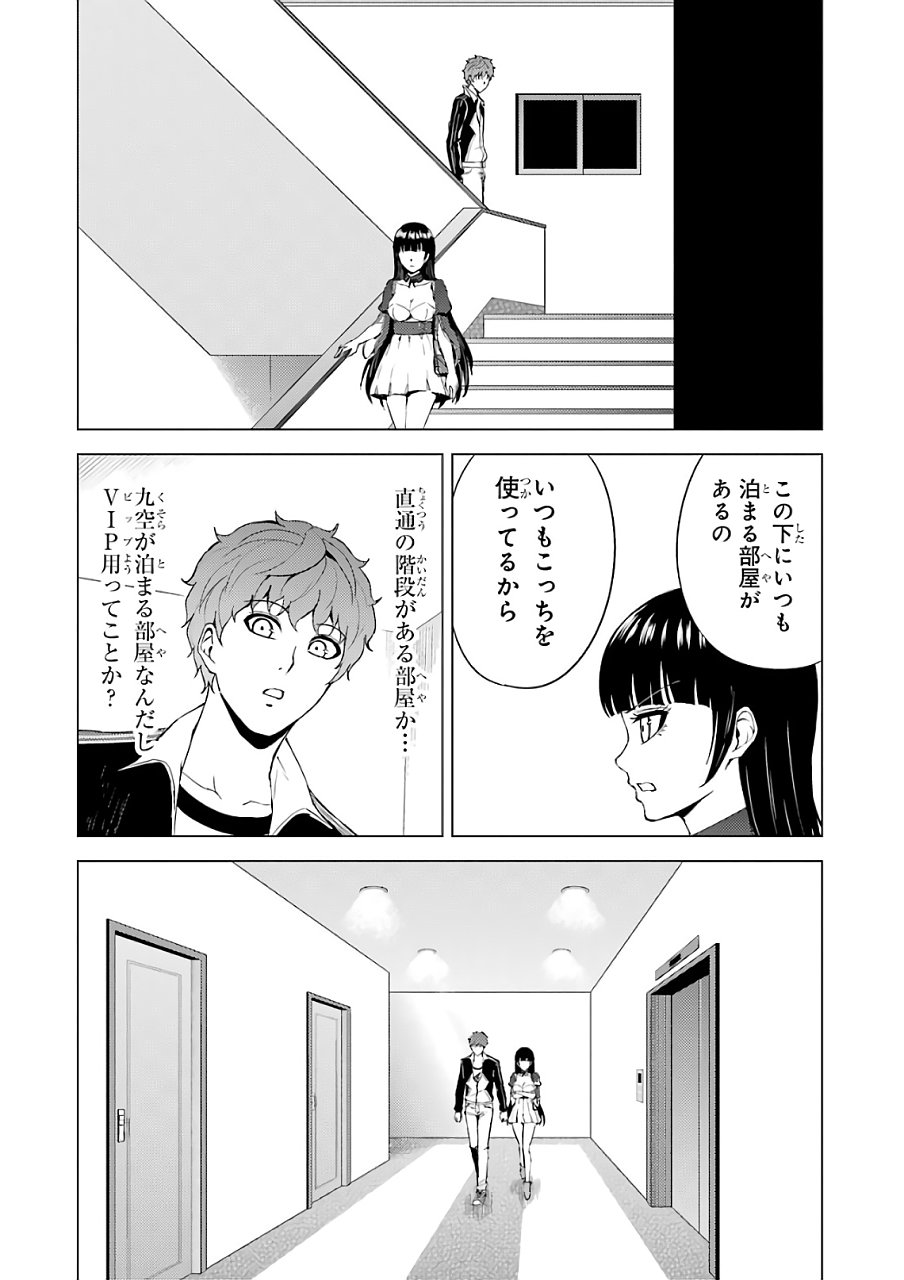 この下にいつも
泊まる部屋が
あるの
いつもこっちを
使ってるから
直通の階段がある部屋か…
九空が泊まる部屋なんだし
VIP用ってことか?